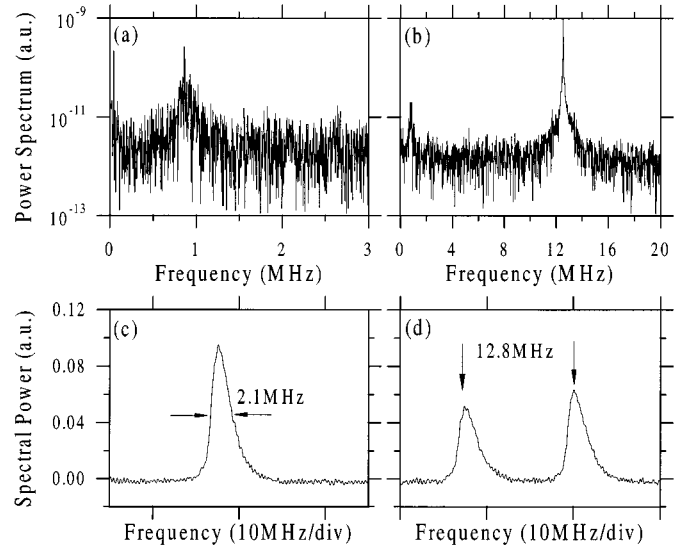 10^-9
(a)
(b)
Power Spectrum (a.u.)
10^-11
10^-13
0 1 2 3
0 4 8 12 16 20
Frequency (MHz)
Frequency (MHz)
0.12
(c)
(d)
Spectral Power (a.u.)
12.8MHz
0.08
2.1MHz
0.04
0.00
Frequency (10MHz/div)
Frequency (10MHz/div)